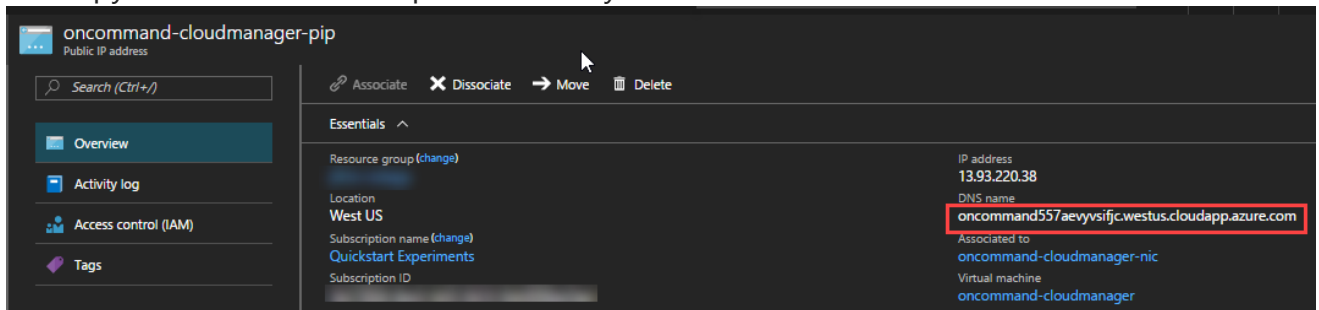 oncommand-cloudmanager-pip
Public IP address
Search (Ctrl+/)
Associate Dissociate Move Delete
Essentials
Overview
Activity log
Access control (IAM)
Tags
Resource group (change)
Location
West US
Subscription name (change)
Quickstart Experiments
Subscription ID
IP address
13.93.220.38
DNS name
oncommand557aevyvsifjc.westus.cloudapp.azure.com
Associated to
oncommand-cloudmanager-nic
Virtual machine
oncommand-cloudmanager